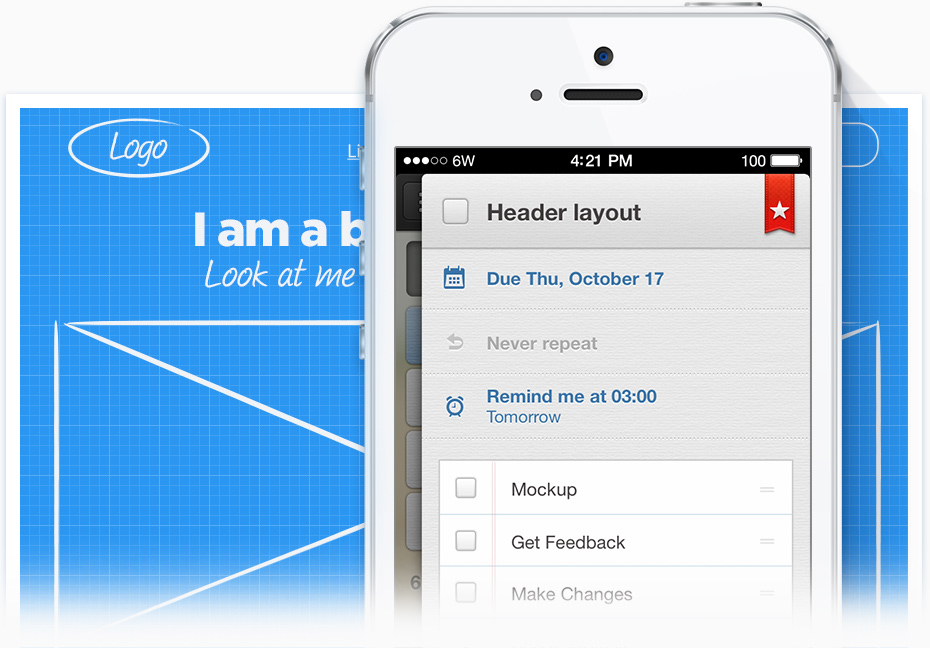 Logo
I am a b
Look at me
6W 4:21 PM 100
Header layout
Due Thu, October 17
Never repeat
Remind me at 03:00
Tomorrow
Mockup
Get Feedback
Make Changes
6